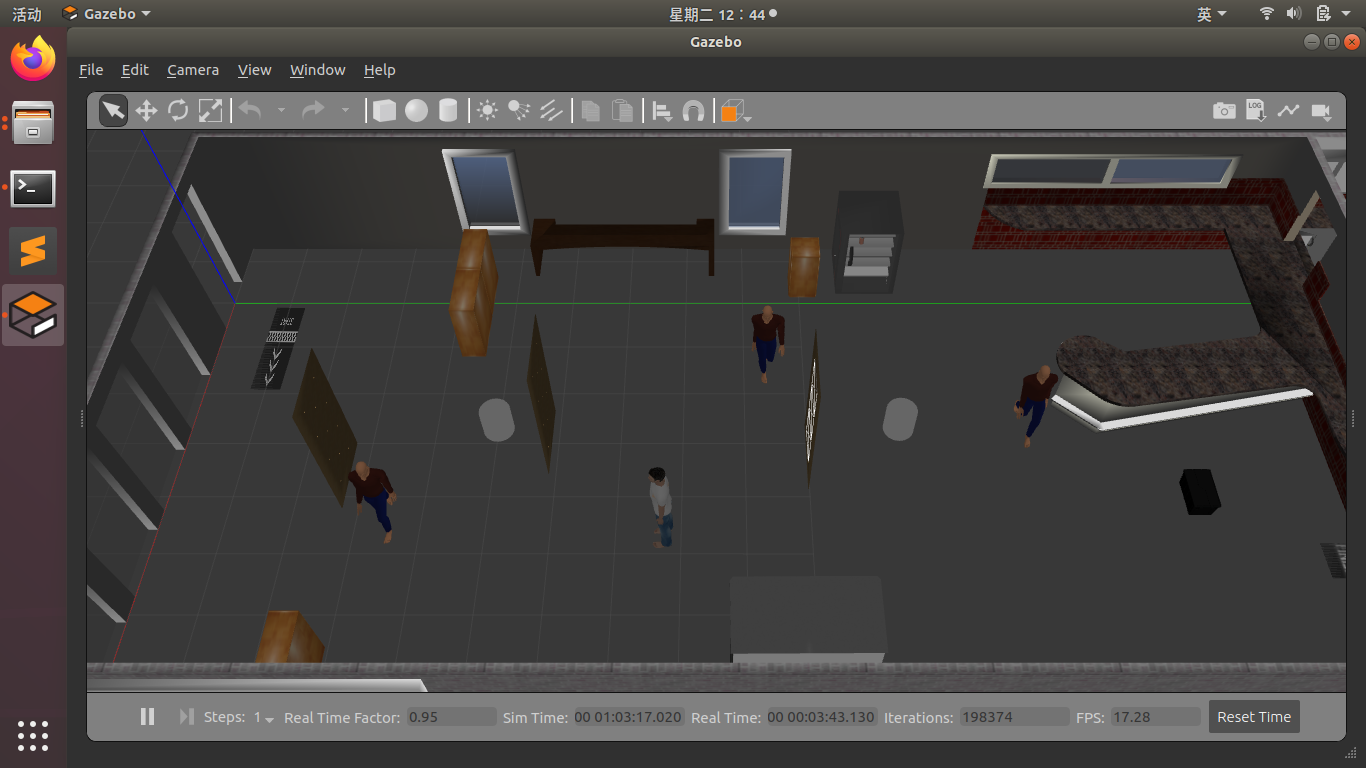 活动 Gazebo 星期二 12：44 英
Gazebo
File Edit Camera View Window Help
LOG
Steps: 1 Real Time Factor: 0.95 Sim Time: 00 01:03:17.020 Real Time: 00 00:03:43.130 Iterations: 198374 FPS: 17.28 Reset Time